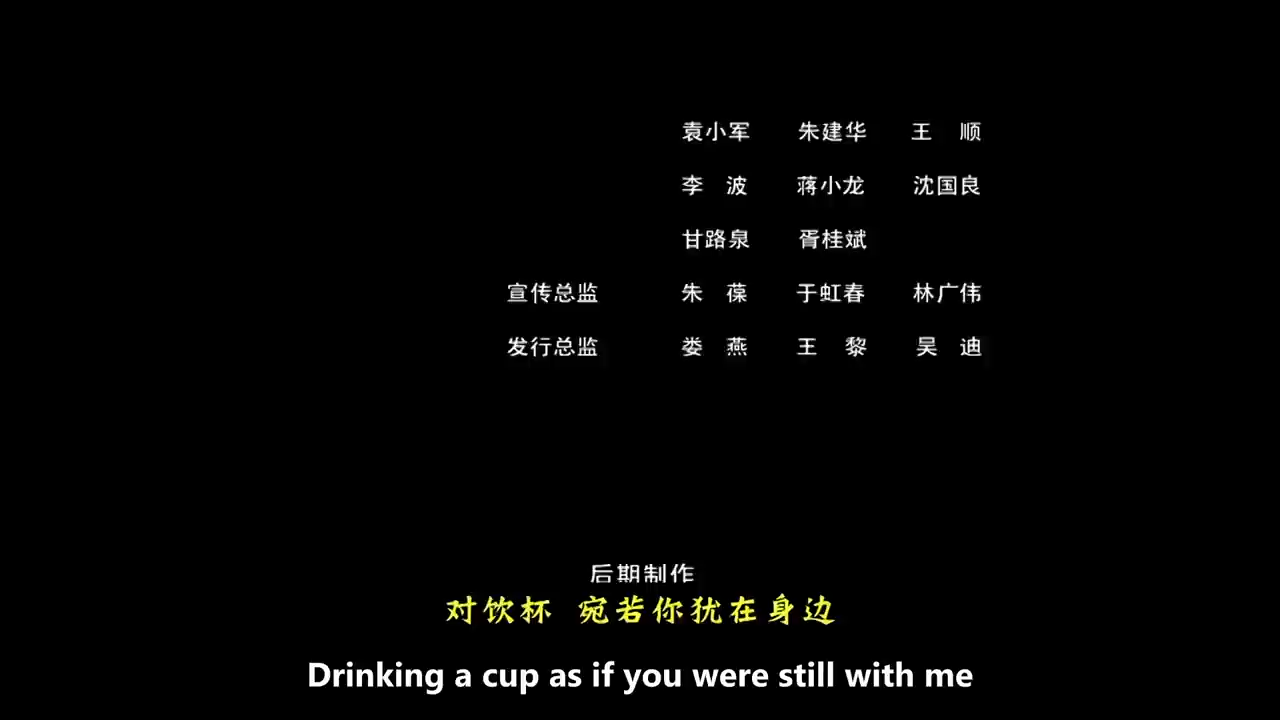 袁小军 朱建华 王 顺
李 波 蒋小龙 沈国良
甘路泉 胥桂斌
宣传总监 朱 葆 于虹春 林广伟
发行总监 娄 燕 王 黎 吴 迪
后期制作
对饮杯 宛若你犹在身边
Drinking a cup as if you were still with me